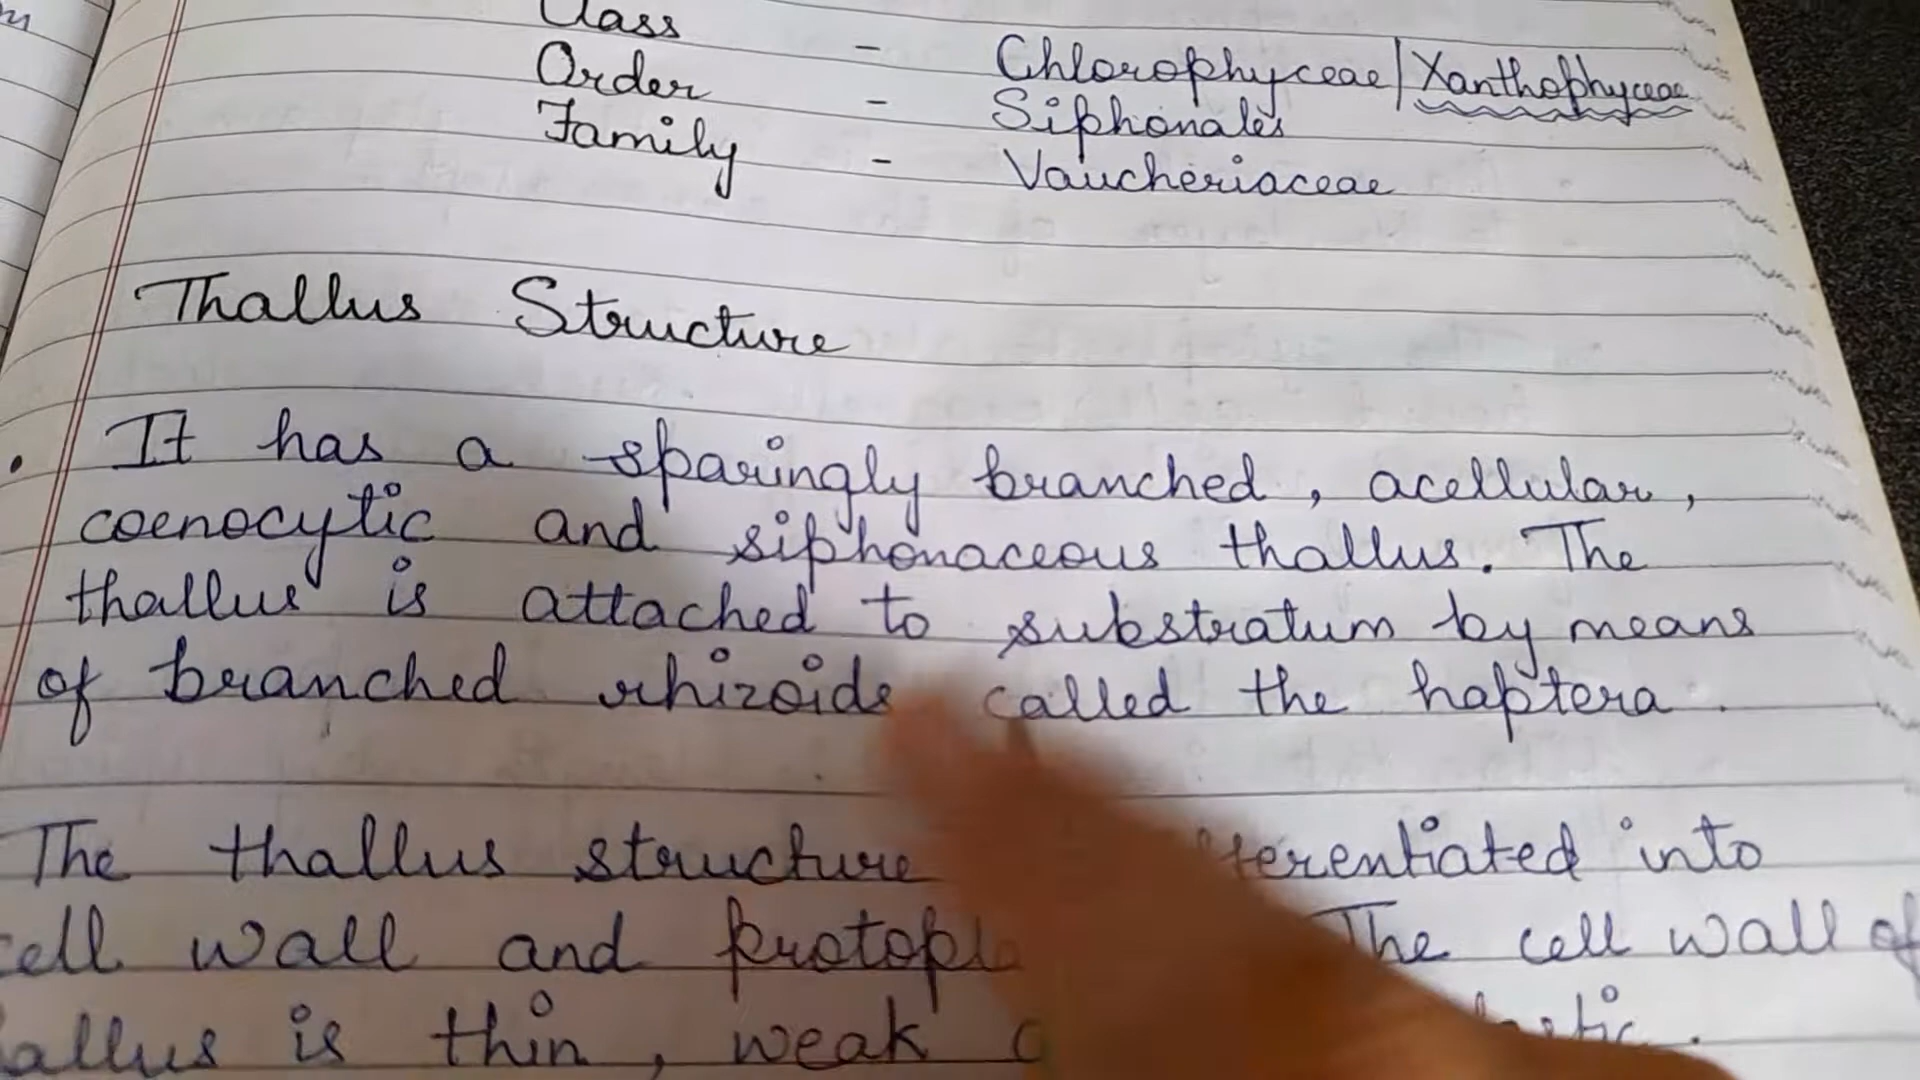 Class - Chlorophyceae | Xanthophyceae
Order - Siphonales
Family - Vaucheriaceae
Thallus Structure
. It has a sparingly branched, acellular,
coenocytic and siphonaceous thallus. The
thallus is attached to substratum by means
of branched rhizoids called the haptera.
The thallus structure into
cell wall and The cell wall of
is thin, weak